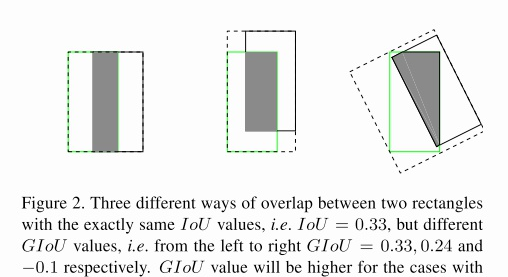 Figure 2. Three different ways of overlap between two rectangles
with the exactly same IoU values, i.e. IoU = 0.33, but different
GIoU values, i.e. from the left to right GIoU = 0.33, 0.24 and
−0.1 respectively. GIoU value will be higher for the cases with